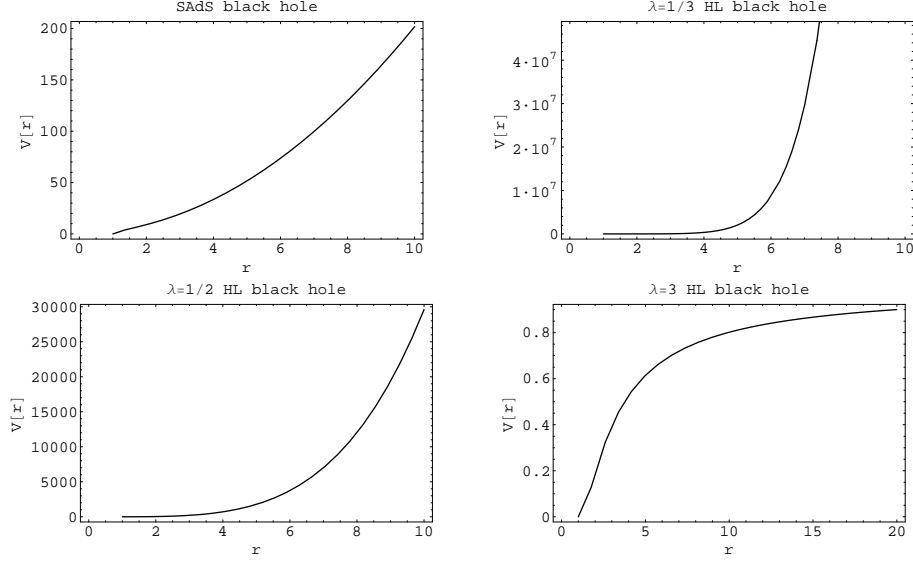 SAdS black hole
V[r]
200
150
100
50
0
0 2 4 6 8 10
r
λ=1/3 HL black hole
V[r]
4·10^7
3·10^7
2·10^7
1·10^7
0
0 2 4 6 8 10
r
λ=1/2 HL black hole
V[r]
30000
25000
20000
15000
10000
5000
0
0 2 4 6 8 10
r
λ=3 HL black hole
V[r]
0.8
0.6
0.4
0.2
0
0 5 10 15 20
r